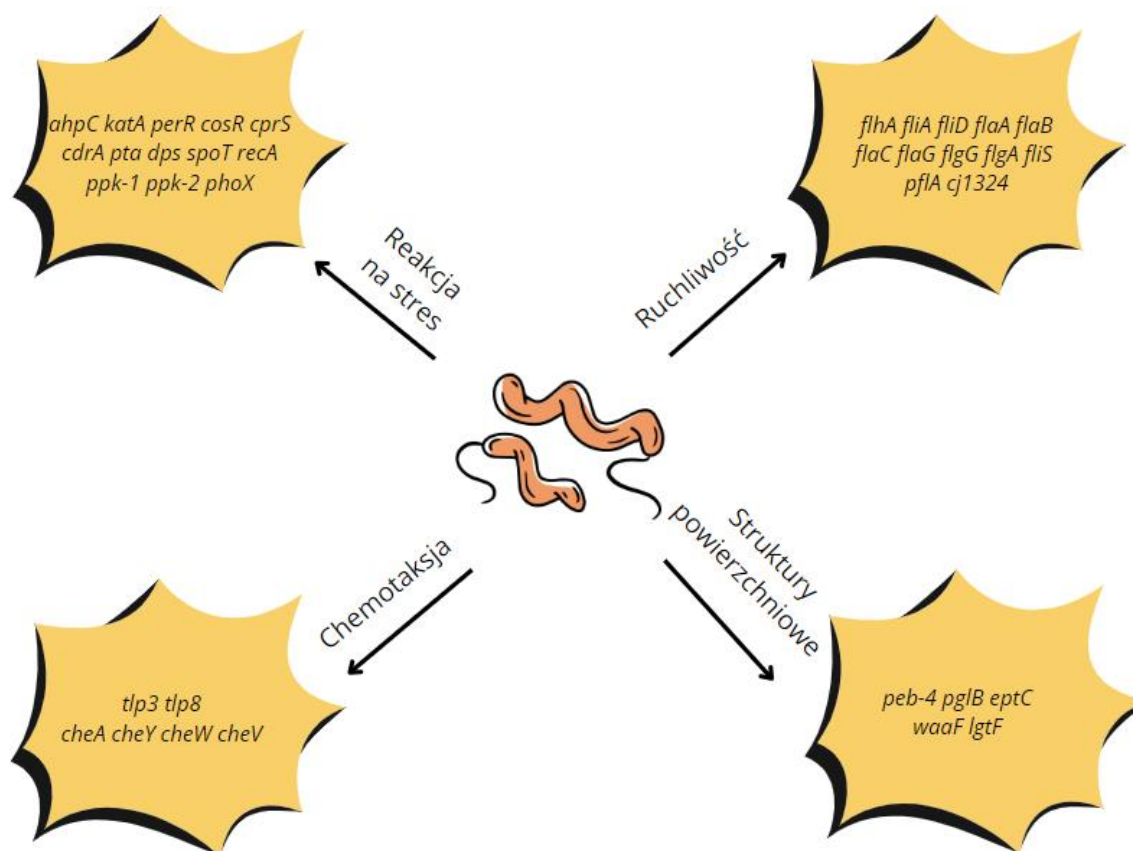 ahpC katA perR cosR cprS
cdrA pta dps spoT recA
ppk-1 ppk-2 phoX
flhA fliA fliD flaA flaB
flaC flaG flgG flgA fliS
pflA cj1324
Reakcja
na stres
Ruchliwość
Chemotaksja
Struktury
powierzchniowe
tlp3 tlp8
cheA cheY cheW cheV
peb-4 pglB eptC
waaF lgtF